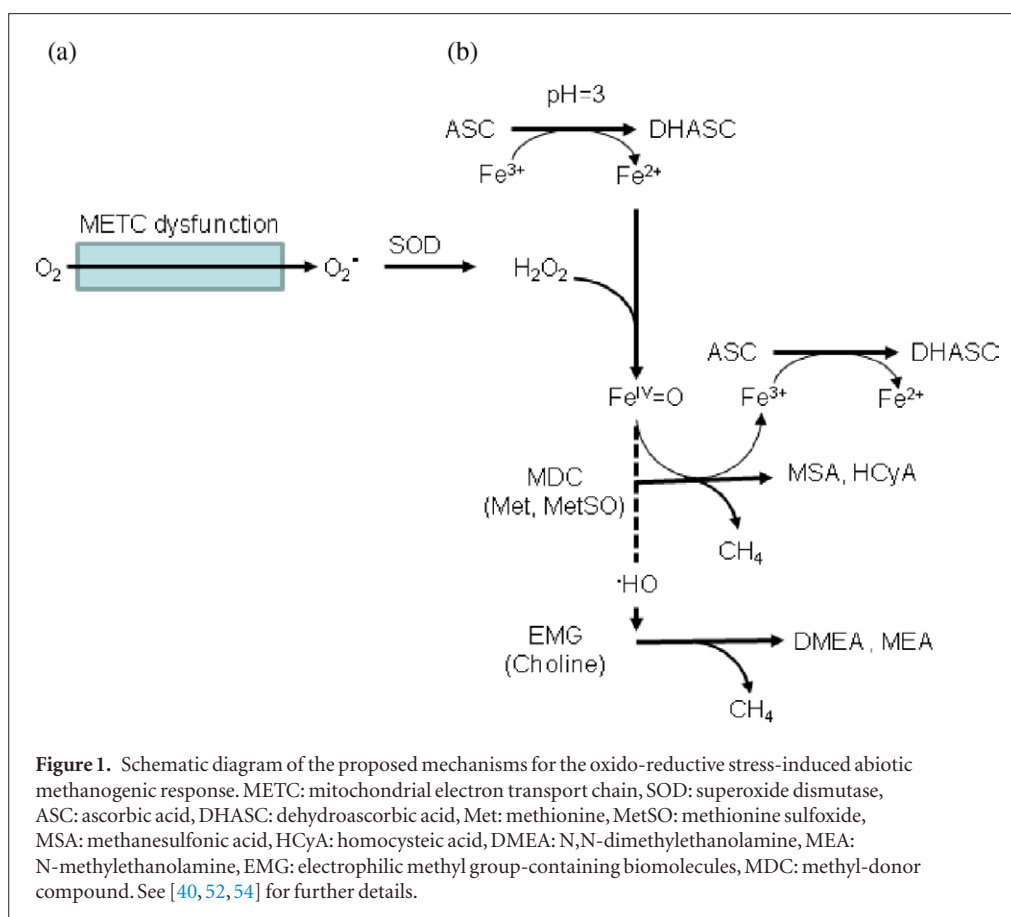 (a)
(b)
pH=3
ASC DHASC
Fe3+ Fe2+
METC dysfunction
O2 O2•
SOD
H2O2
ASC DHASC
FeIV=O Fe3+ Fe2+
MDC
(Met, MetSO)
MSA, HCyA
CH4
•HO
EMG
(Choline)
DMEA , MEA
CH4
Figure 1. Schematic diagram of the proposed mechanisms for the oxido-reductive stress-induced abiotic
methanogenic response. METC: mitochondrial electron transport chain, SOD: superoxide dismutase,
ASC: ascorbic acid, DHASC: dehydroascorbic acid, Met: methionine, MetSO: methionine sulfoxide,
MSA: methanesulfonic acid, HCyA: homocysteic acid, DMEA: N,N-dimethylethanolamine, MEA:
N-methylethanolamine, EMG: electrophilic methyl group-containing biomolecules, MDC: methyl-donor
compound. See [40, 52, 54] for further details.